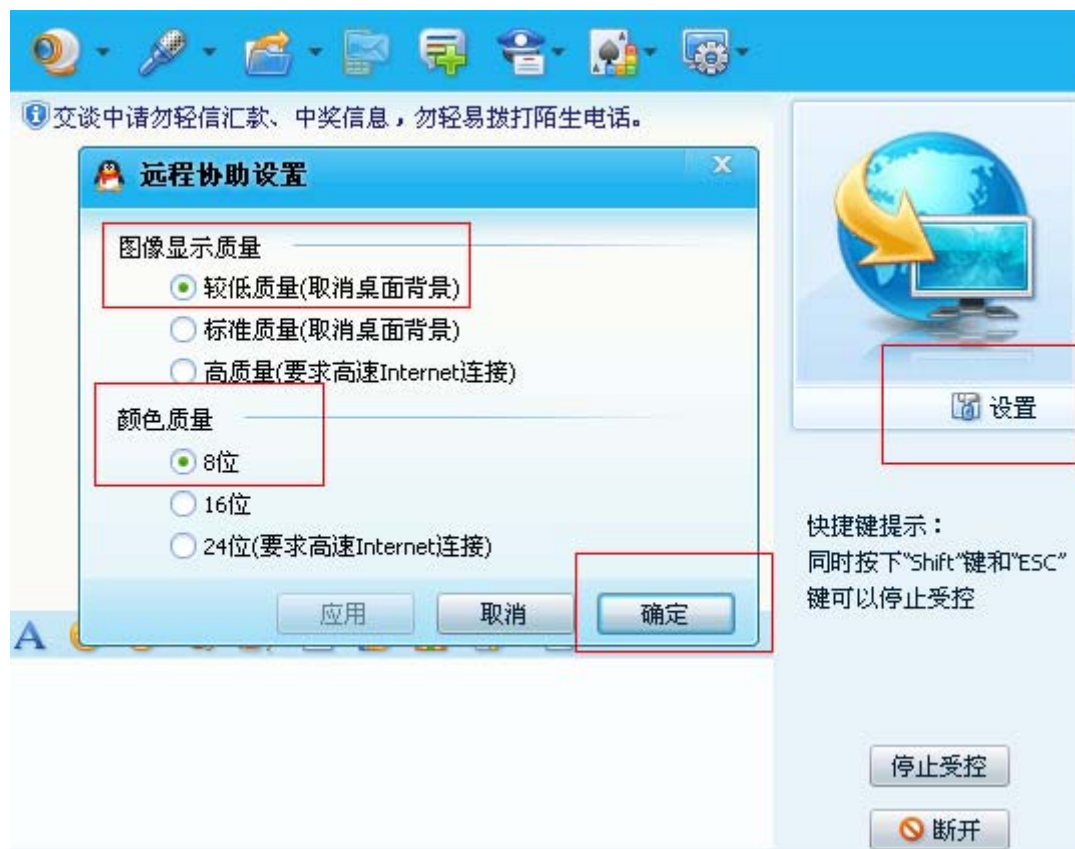 交谈中请勿轻信汇款、中奖信息，勿轻易拨打陌生电话。
远程协助设置
图像显示质量
较低质量(取消桌面背景)
标准质量(取消桌面背景)
高质量(要求高速Internet连接)
颜色质量
8位
16位
24位(要求高速Internet连接)
应用
取消
确定
A
设置
快捷键提示：
同时按下"Shift"键和"ESC"
键可以停止受控
停止受控
断开